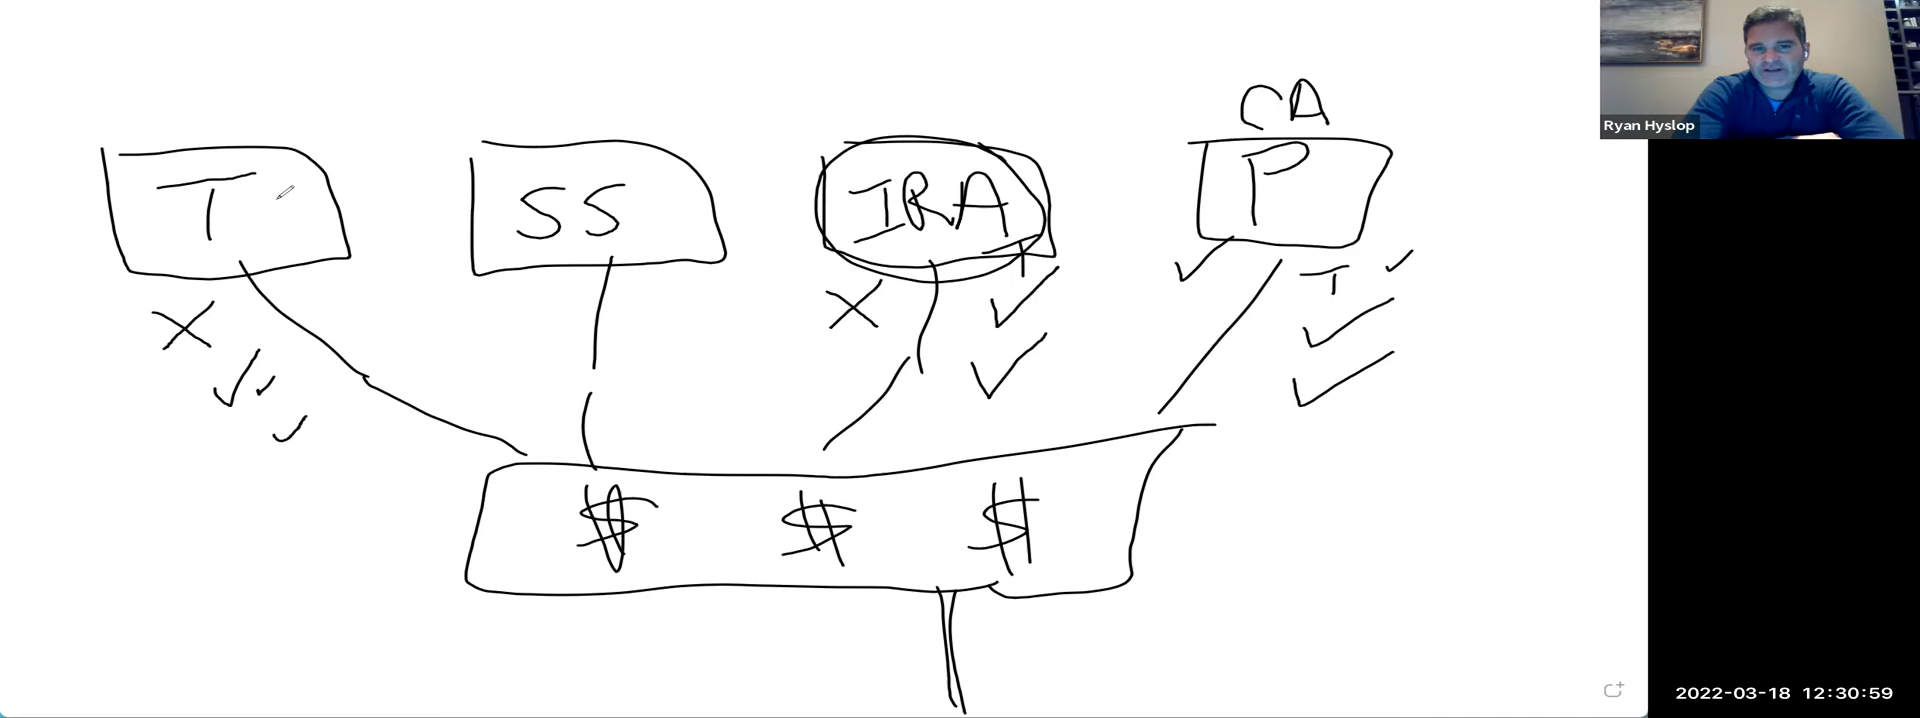 Ryan Hyslop
CA
T
SS
IRA
P
T
$ $ $
2022-03-18 12:30:59